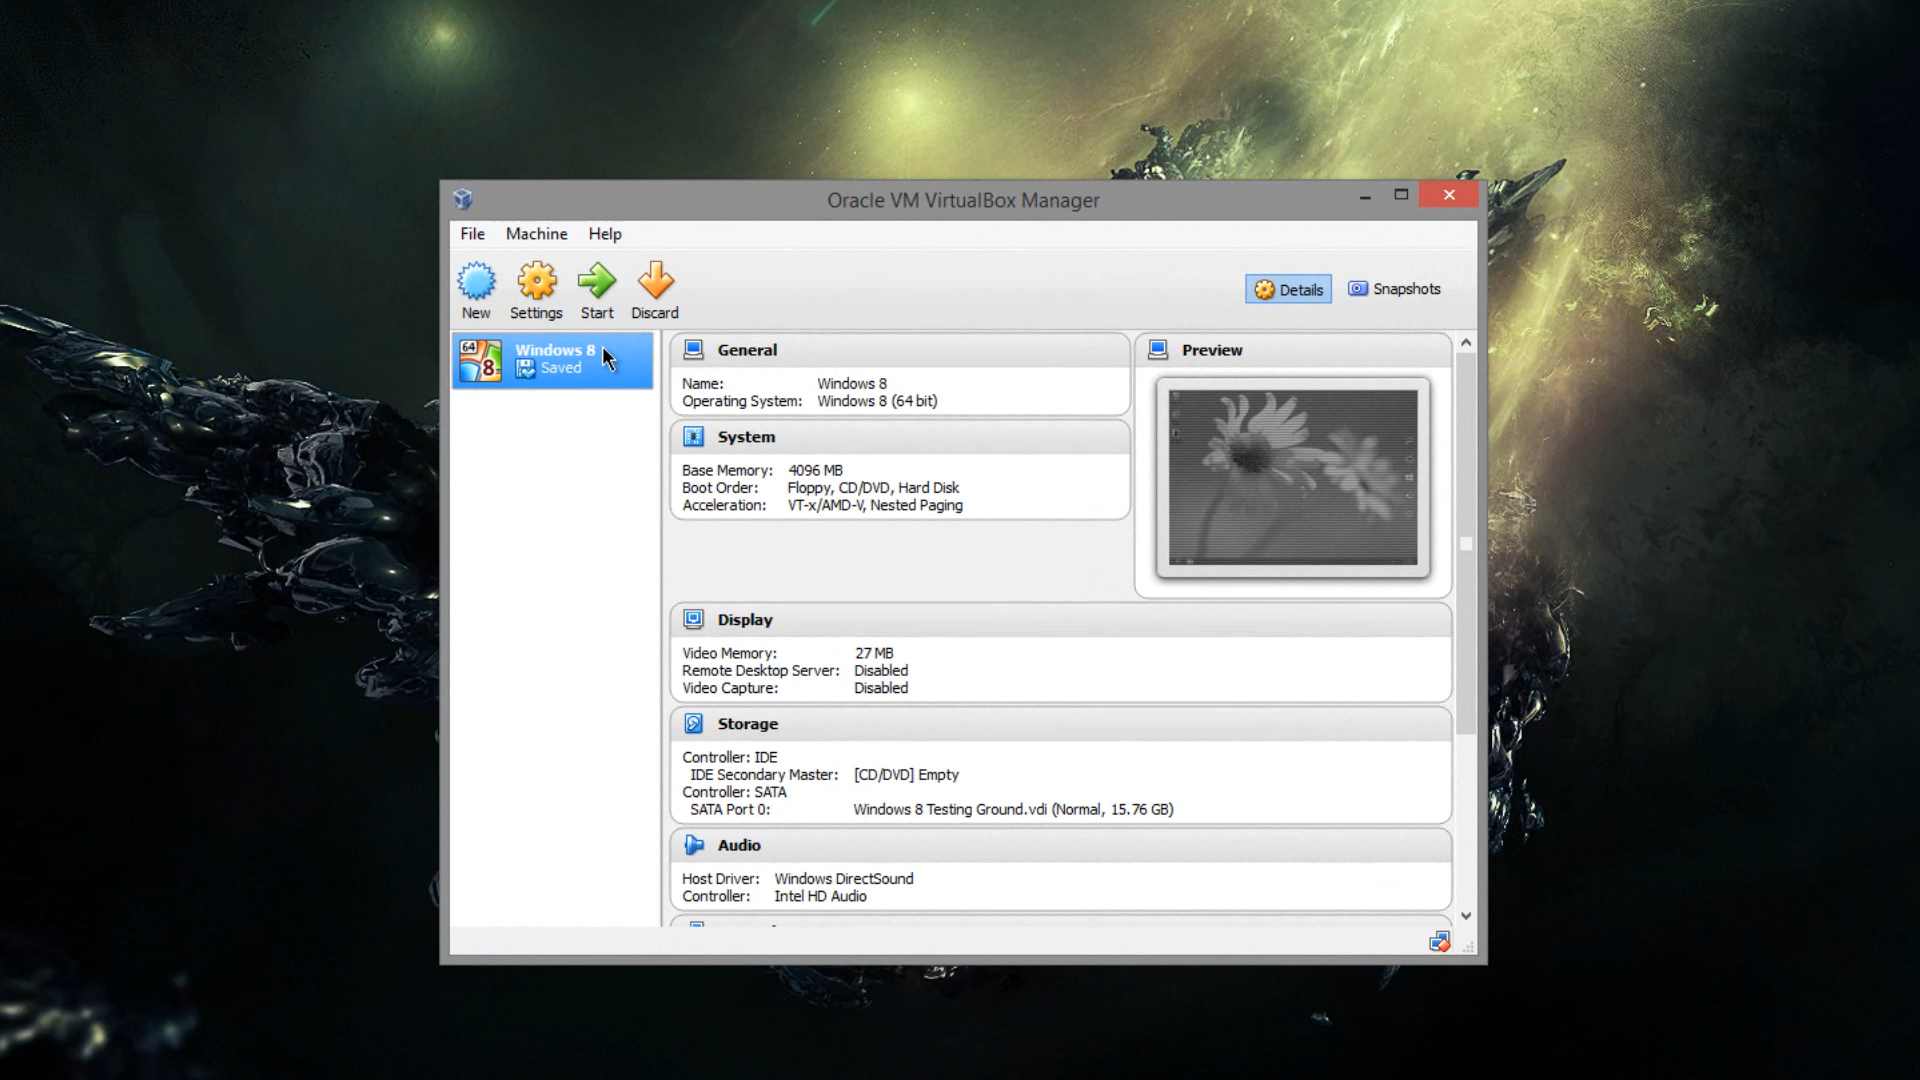 Oracle VM VirtualBox Manager
File Machine Help
New Settings Start Discard
Details Snapshots
64
8
Windows 8
Saved
General
Name: Windows 8
Operating System: Windows 8 (64 bit)
System
Base Memory: 4096 MB
Boot Order: Floppy, CD/DVD, Hard Disk
Acceleration: VT-x/AMD-V, Nested Paging
Preview
Display
Video Memory: 27 MB
Remote Desktop Server: Disabled
Video Capture: Disabled
Storage
Controller: IDE
IDE Secondary Master: [CD/DVD] Empty
Controller: SATA
SATA Port 0: Windows 8 Testing Ground.vdi (Normal, 15.76 GB)
Audio
Host Driver: Windows DirectSound
Controller: Intel HD Audio